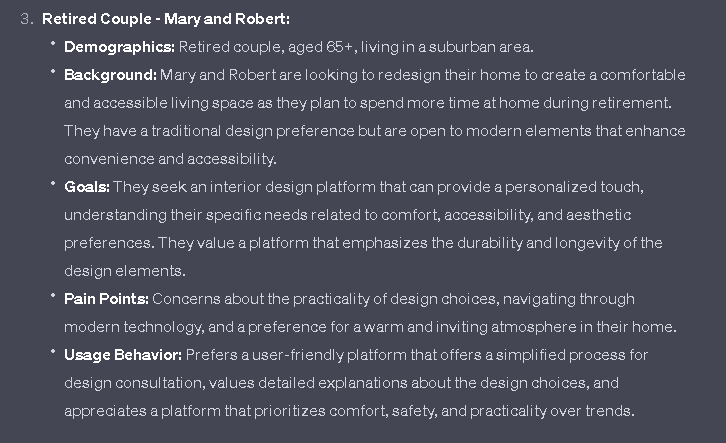 3. Retired Couple - Mary and Robert:
• Demographics: Retired couple, aged 65+, living in a suburban area.
• Background: Mary and Robert are looking to redesign their home to create a comfortable
and accessible living space as they plan to spend more time at home during retirement.
They have a traditional design preference but are open to modern elements that enhance
convenience and accessibility.
• Goals: They seek an interior design platform that can provide a personalized touch,
understanding their specific needs related to comfort, accessibility, and aesthetic
preferences. They value a platform that emphasizes the durability and longevity of the
design elements.
• Pain Points: Concerns about the practicality of design choices, navigating through
modern technology, and a preference for a warm and inviting atmosphere in their home.
• Usage Behavior: Prefers a user-friendly platform that offers a simplified process for
design consultation, values detailed explanations about the design choices, and
appreciates a platform that prioritizes comfort, safety, and practicality over trends.